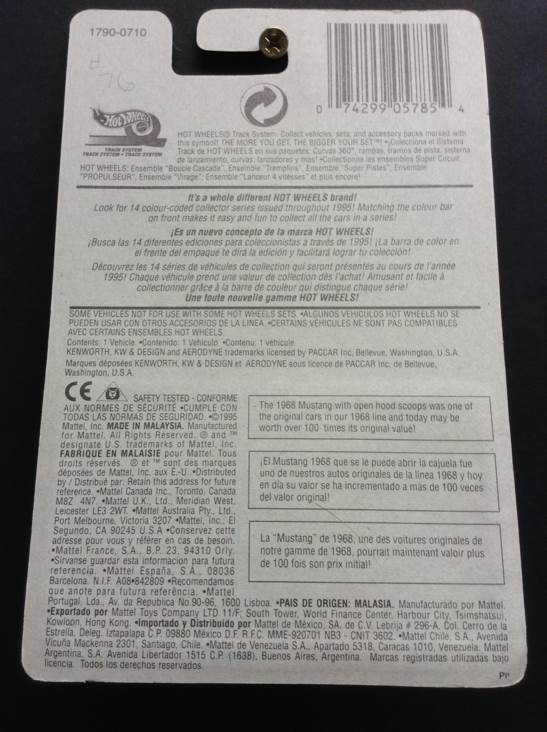 1790-0710
# 76
Hot Wheels
TRACK SYSTEM
TRACK SYSTEM • TRACK SYSTEM
0 74299 05785 4
HOT WHEELS® Track System: Collect vehicles, sets, and accessory packs marked with
this symbol!! THE MORE YOU GET, THE BIGGER YOUR SET™! •¡Colecciona el Sistema
Track de HOT WHEELS en sus paquetes; Curvas 360°, rampas, tramos de pista, sistema
de lanzamiento, curvas, lanzadores y más! •Collectionne les ensembles Super Circuit
HOT WHEELS: Ensemble "Boucle Cascade", Ensemble "Tremplins", Ensemble "Super Pistes", Ensemble
"PROPULSEUR", Ensemble "Virage", Ensemble "Lanceur 4 vitesses" et plus encore!
It's a whole different HOT WHEELS brand!
Look for 14 colour-coded collector series issued throughout 1995! Matching the colour bar
on front makes it easy and fun to collect all the cars in a series!
¡Es un nuevo concepto de la marca HOT WHEELS!
¡Busca las 14 diferentes ediciones para coleccionistas a través de 1995! ¡La barra de color en
el frente del empaque te dirá la edición y facilitará lograr tu colección!
Découvrez les 14 séries de véhicules de collection qui seront présentés au cours de l'année
1995! Chaque véhicule prend une valeur de collection dès l'achat! Amusant et facile à
collectionner grâce à la barre de couleur qui distingue chaque série!
Une toute nouvelle gamme HOT WHEELS!
SOME VEHICLES NOT FOR USE WITH SOME HOT WHEELS SETS. •ALGUNOS VEHICULOS HOT WHEELS NO SE
PUEDEN USAR CON OTROS ACCESORIOS DE LA LINEA. •CERTAINS VÉHICULES NE SONT PAS COMPATIBLES
AVEC CERTAINS ENSEMBLES HOT WHEELS.
Contents: 1 Vehicle. •Contenido: 1 Vehículo. •Contenu: 1 véhicule
KENWORTH, KW & DESIGN and AERODYNE trademarks licensed by PACCAR Inc, Bellevue, Washington, U.S.A.
Marques déposées KENWORTH, KW & DESIGN et AERODYNE sous licence de PACCAR Inc, de Bellevue,
Washington, U.S.A.
CE SAFETY TESTED - CONFORME
AUX NORMES DE SÉCURITÉ •CUMPLE CON
TODAS LAS NORMAS DE SEGURIDAD. •©1995
Mattel, Inc. MADE IN MALAYSIA. Manufactured
for Mattel. All Rights Reserved. ® and ™
designate U.S. trademarks of Mattel, Inc.
FABRIQUÉ EN MALAISIE pour Mattel. Tous
droits réservés. ® et ™ sont des marques
déposées de Mattel, Inc. aux É.-U. •Distributed
by / Distribué par: Retain this address for future
reference. •Mattel Canada Inc., Toronto, Canada
M8Z 4N7. •Mattel U.K., Ltd., Meridian West,
Leicester LE3 2WT. •Mattel Australia Pty., Ltd.,
Port Melbourne, Victoria 3207 •Mattel, Inc., El
Segundo, CA 90245 U.S.A •Conservez cette
adresse pour vous y référer en cas de besoin.
•Mattel France, S.A., B.P. 23, 94310 Orly.
•Sirvanse guardar esta informacion para futura
referencia. •Mattel España, S.A., 08036
Barcelona. N.I.F. A08•842809 •Recomendamos
que anote para futura referência. •Mattel
Portugal, Lda., Av. da Republica No.90-96, 1600 Lisboa. •PAIS DE ORIGEN: MALASIA. Manufacturado por Mattel.
•Exportado por Mattel Toys Company LTD 11/F, South Tower, World Finance Center, Harbour City, Tsimshatsui,
Kowloon, Hong Kong. •Importado y Distribuido por Mattel de México, SA, de C.V. Lebrija # 296-A, Col. Cerro de la
Estrella, Deleg. Iztapalapa C.P. 09880 México D.F. R.F.C. MME-920701 NB3 - CNIT 3602. •Mattel Chile, S.A., Avenida
Vicuña Mackenna 2301, Santiago, Chile. •Mattel de Venezuela S.A., Apartado 5318, Caracas 1010, Venezuela. Mattel
Argentina, S.A. Avenida Libertador 1515 C.P. (1638), Buenos Aires, Argentina. Marcas registradas utilizadas bajo
licencia. Todos los derechos reservados.
The 1968 Mustang with open hood scoops was one of
the original cars in our 1968 line and today may be
worth over 100 times its original value!
¡El Mustang 1968 que se le puede abrir la cajuela fue
uno de nuestros autos originales de la línea 1968 y hoy
en día su valor se ha incrementado a más de 100 veces
del valor original!
La "Mustang" de 1968, une des voitures originales de
notre gamme de 1968, pourrait maintenant valoir plus
de 100 fois son prix initial!
PP